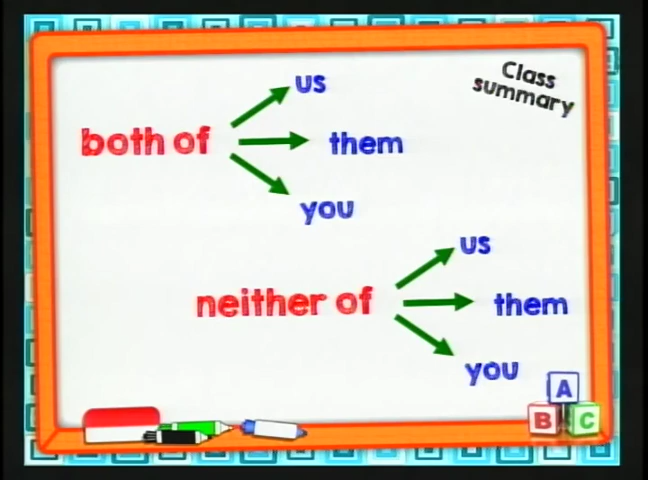 Class
summary
us
both of
them
you
us
neither of
them
you
A
B C